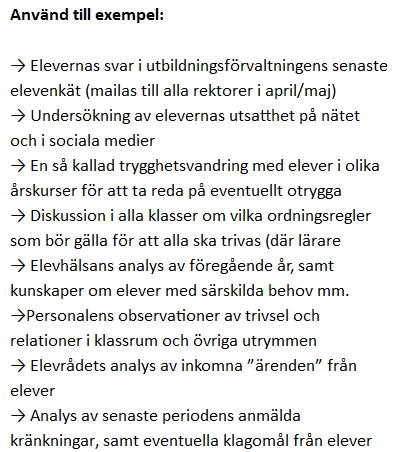 Använd till exempel:
→ Elevernas svar i utbildningsförvaltningens senaste
elevenkät (mailas till alla rektorer i april/maj)
→ Undersökning av elevernas utsatthet på nätet
och i sociala medier
→ En så kallad trygghetsvandring med elever i olika
årskurser för att ta reda på eventuellt otrygga
→ Diskussion i alla klasser om vilka ordningsregler
som bör gälla för att alla ska trivas (där lärare
→ Elevhälsans analys av föregående år, samt
kunskaper om elever med särskilda behov mm.
→Personalens observationer av trivsel och
relationer i klassrum och övriga utrymmen
→ Elevrådets analys av inkomna ”ärenden” från
elever
→ Analys av senaste periodens anmälda
kränkningar, samt eventuella klagomål från elever